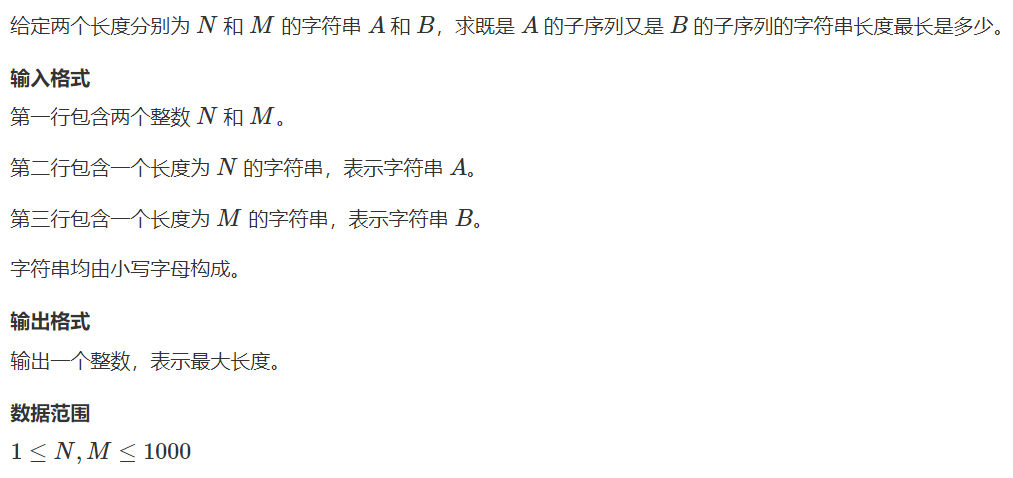 给定两个长度分别为 N 和 M 的字符串 A 和 B，求既是 A 的子序列又是 B 的子序列的字符串长度最长是多少。
输入格式
第一行包含两个整数 N 和 M。
第二行包含一个长度为 N 的字符串，表示字符串 A。
第三行包含一个长度为 M 的字符串，表示字符串 B。
字符串均由小写字母构成。
输出格式
输出一个整数，表示最大长度。
数据范围
1 ≤ N, M ≤ 1000